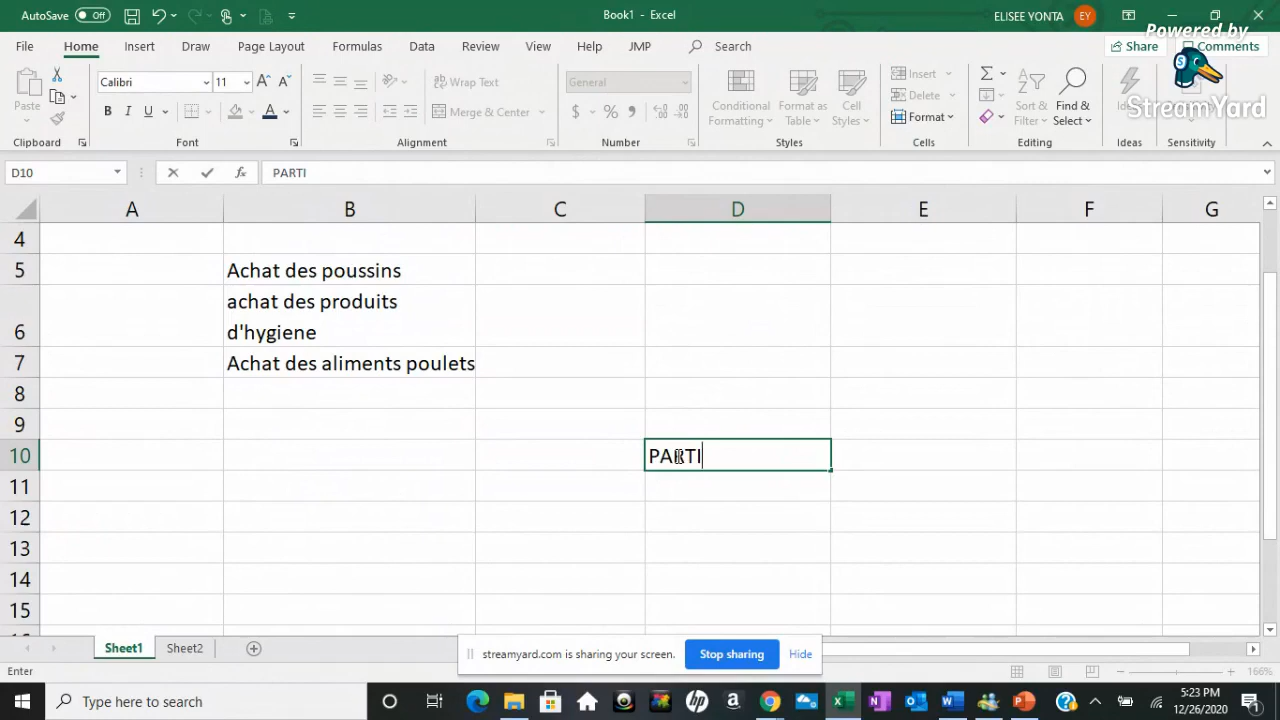 AutoSave Off Book1 - Excel ELISEE YONTA EY
Powered by
StreamYard
File Home Insert Draw Page Layout Formulas Data Review View Help JMP Search Share Comments
Paste Calibri 11 Wrap Text General Insert
B I U Merge & Center $ % Conditional Formatting Format as Table Cell Styles Delete Format Sort & Filter Find & Select
Clipboard Font Alignment Number Styles Cells Editing Ideas Sensitivity
D10 fx PARTI
A B C D E F G
4
5 Achat des poussins
6 achat des produits
d'hygiene
7 Achat des aliments poulets
8
9
10 PARTI
11
12
13
14
15
Sheet1 Sheet2
streamyard.com is sharing your screen. Stop sharing Hide
Enter 166%
Type here to search 5:23 PM
12/26/2020